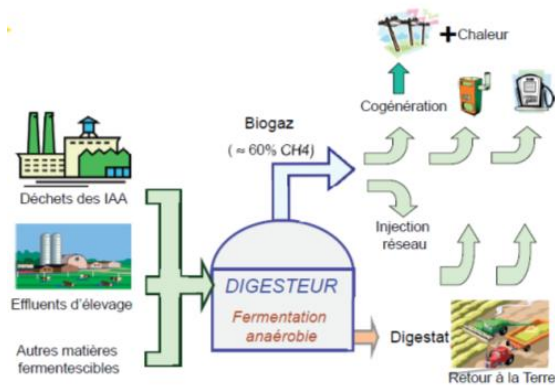 +Chaleur
Cogénération
Biogaz
( ≈ 60% CH4)
Déchets des IAA
Injection
réseau
Effluents d'élevage
DIGESTEUR
Fermentation
anaérobie
Digestat
Autres matières
fermentescibles
Retour à la Terre